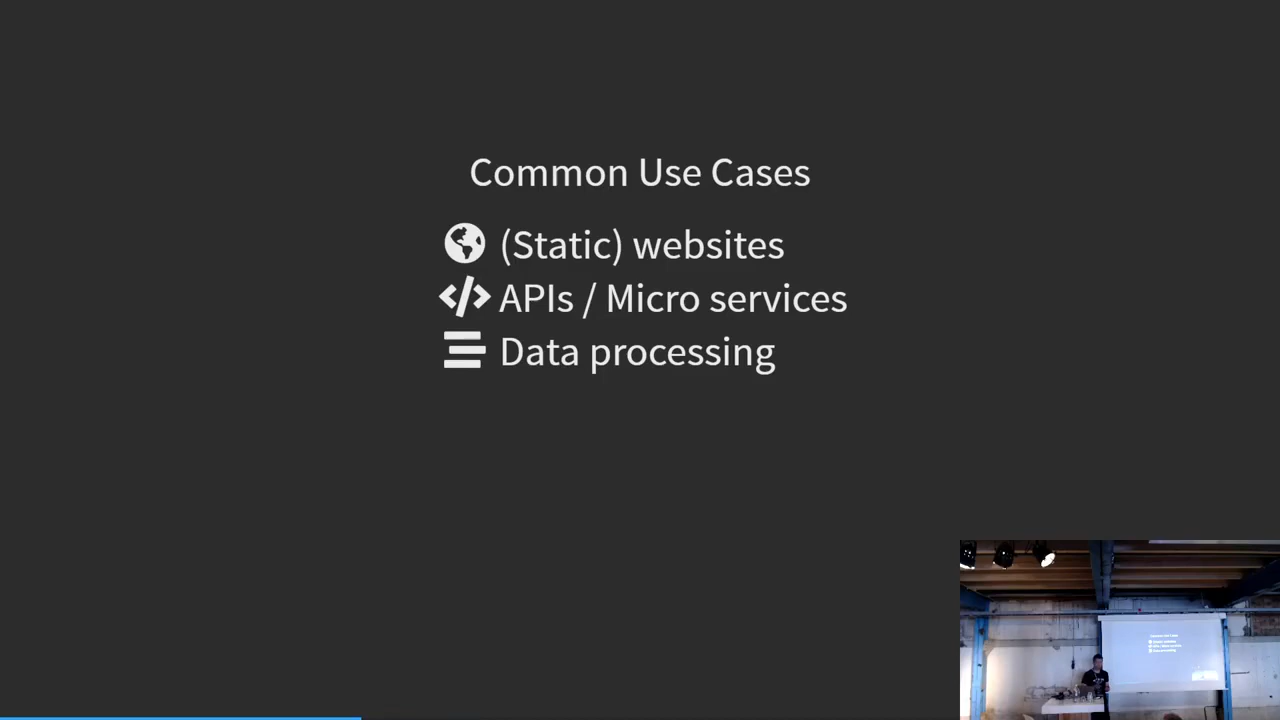 Common Use Cases
(Static) websites
APIs / Micro services
Data processing